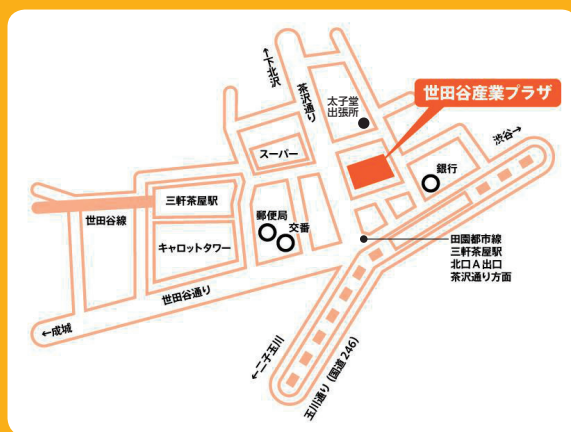 ←下北沢
茶沢通り
太子堂
出張所
世田谷産業プラザ
渋谷→
スーパー
銀行
三軒茶屋駅
世田谷線
郵便局
交番
キャロットタワー
田園都市線
三軒茶屋駅
北口A出口
茶沢通り方面
世田谷通り
←成城
←二子玉川
玉川通り(国道246)